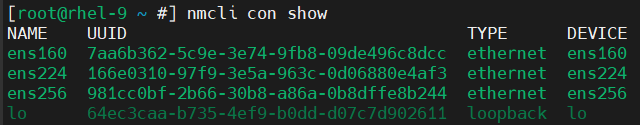 [root@rhel-9 ~ #] nmcli con show
NAME    UUID                                  TYPE      DEVICE
ens160  7aa6b362-5c9e-3e74-9fb8-09de496c8dcc  ethernet  ens160
ens224  166e0310-97f9-3e5a-963c-0d06880e4af3  ethernet  ens224
ens256  981cc0bf-2b66-30b8-a86a-0b8dffe8b244  ethernet  ens256
lo      64ec3caa-b735-4ef9-b0dd-d07c7d902611  loopback  lo